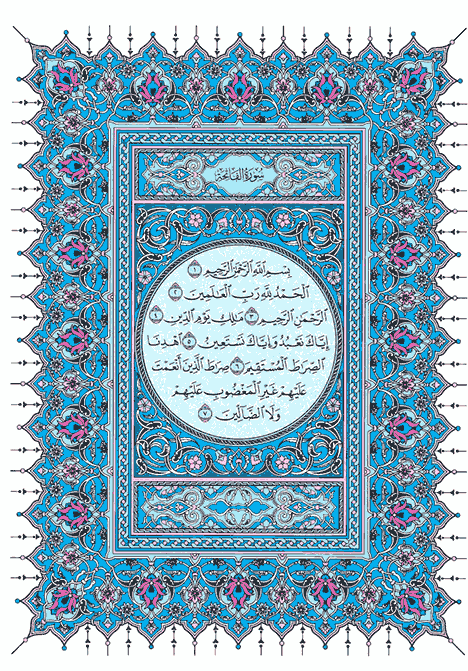 سُورَةُ الفَاتِحَةِ
بِسْمِ ٱللَّهِ ٱلرَّحْمَٰنِ ٱلرَّحِيمِ ١
ٱلْحَمْدُ لِلَّهِ رَبِّ ٱلْعَٰلَمِينَ ٢
ٱلرَّحْمَٰنِ ٱلرَّحِيمِ ٣ مَٰلِكِ يَوْمِ ٱلدِّينِ ٤
إِيَّاكَ نَعْبُدُ وَإِيَّاكَ نَسْتَعِينُ ٥ ٱهْدِنَا
ٱلصِّرَٰطَ ٱلْمُسْتَقِيمَ ٦ صِرَٰطَ ٱلَّذِينَ أَنْعَمْتَ
عَلَيْهِمْ غَيْرِ ٱلْمَغْضُوبِ عَلَيْهِمْ
وَلَا ٱلضَّآلِّينَ ٧